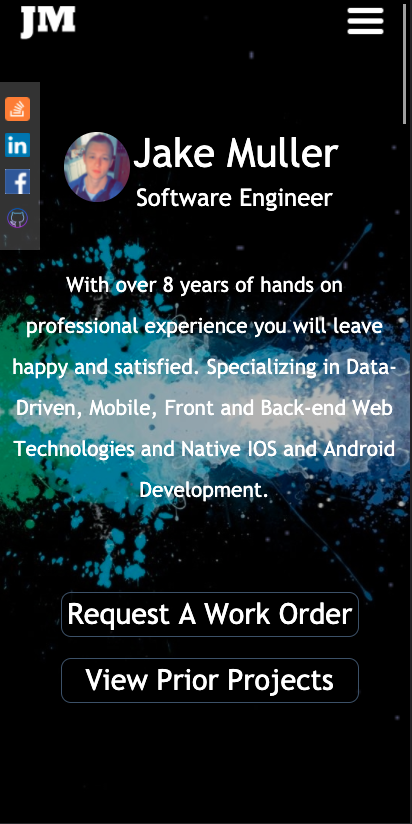 JM
in
f
Jake Muller
Software Engineer
With over 8 years of hands on
professional experience you will leave
happy and satisfied. Specializing in Data-
Driven, Mobile, Front and Back-end Web
Technologies and Native IOS and Android
Development.
Request A Work Order
View Prior Projects